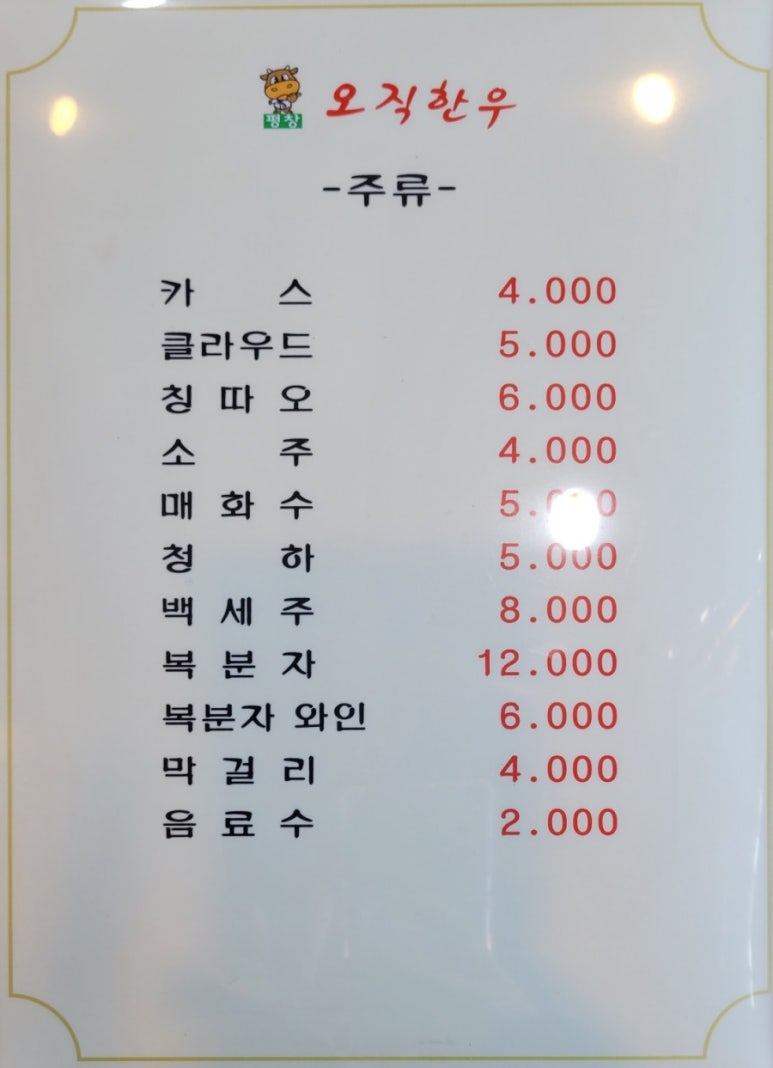 평창 오직한우
-주류-
카 스 4.000
클라우드 5.000
칭 따 오 6.000
소 주 4.000
매 화 수 5.000
청 하 5.000
백 세 주 8.000
복 분 자 12.000
복분자 와인 6.000
막 걸 리 4.000
음 료 수 2.000